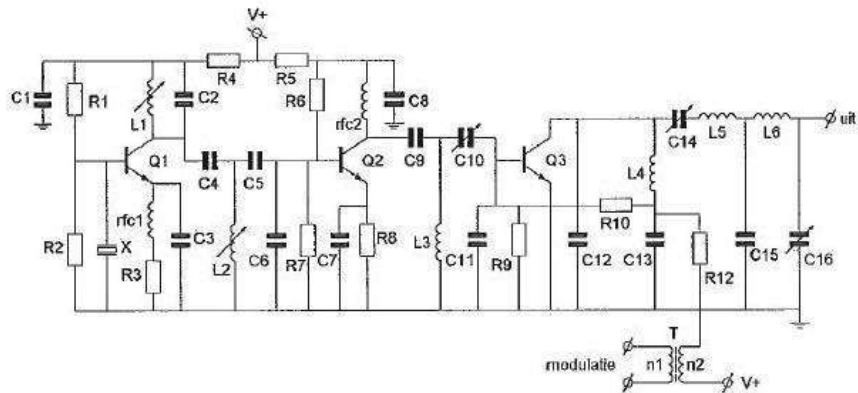 V+
R4
R5
C1
R1
L1
C2
R6
rfc2
C8
C14
L5
L6
uit
Q1
C4
C5
Q2
C9
C10
Q3
L4
R2
X
rfc1
R3
C3
L2
C6
R7
C7
R8
L3
C11
R9
R10
C12
C13
R12
C15
C16
T
modulatie
n1
n2
V+